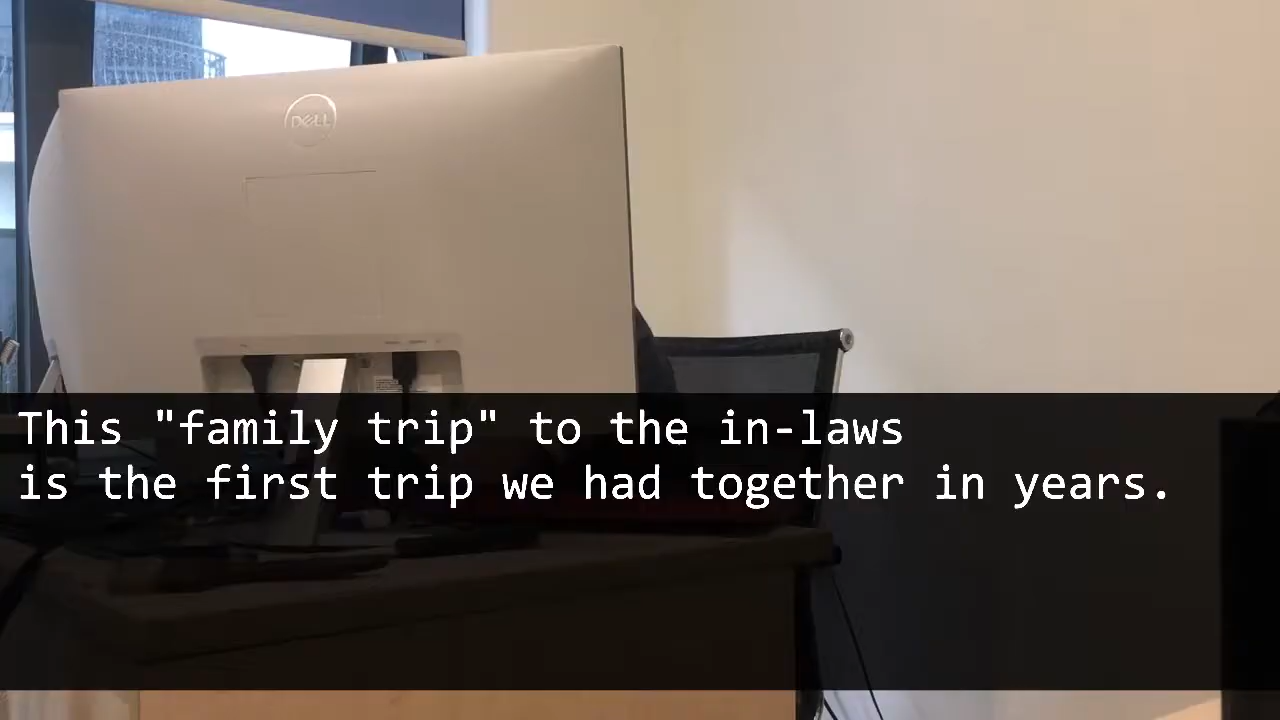 DELL
This "family trip" to the in-laws
is the first trip we had together in years.